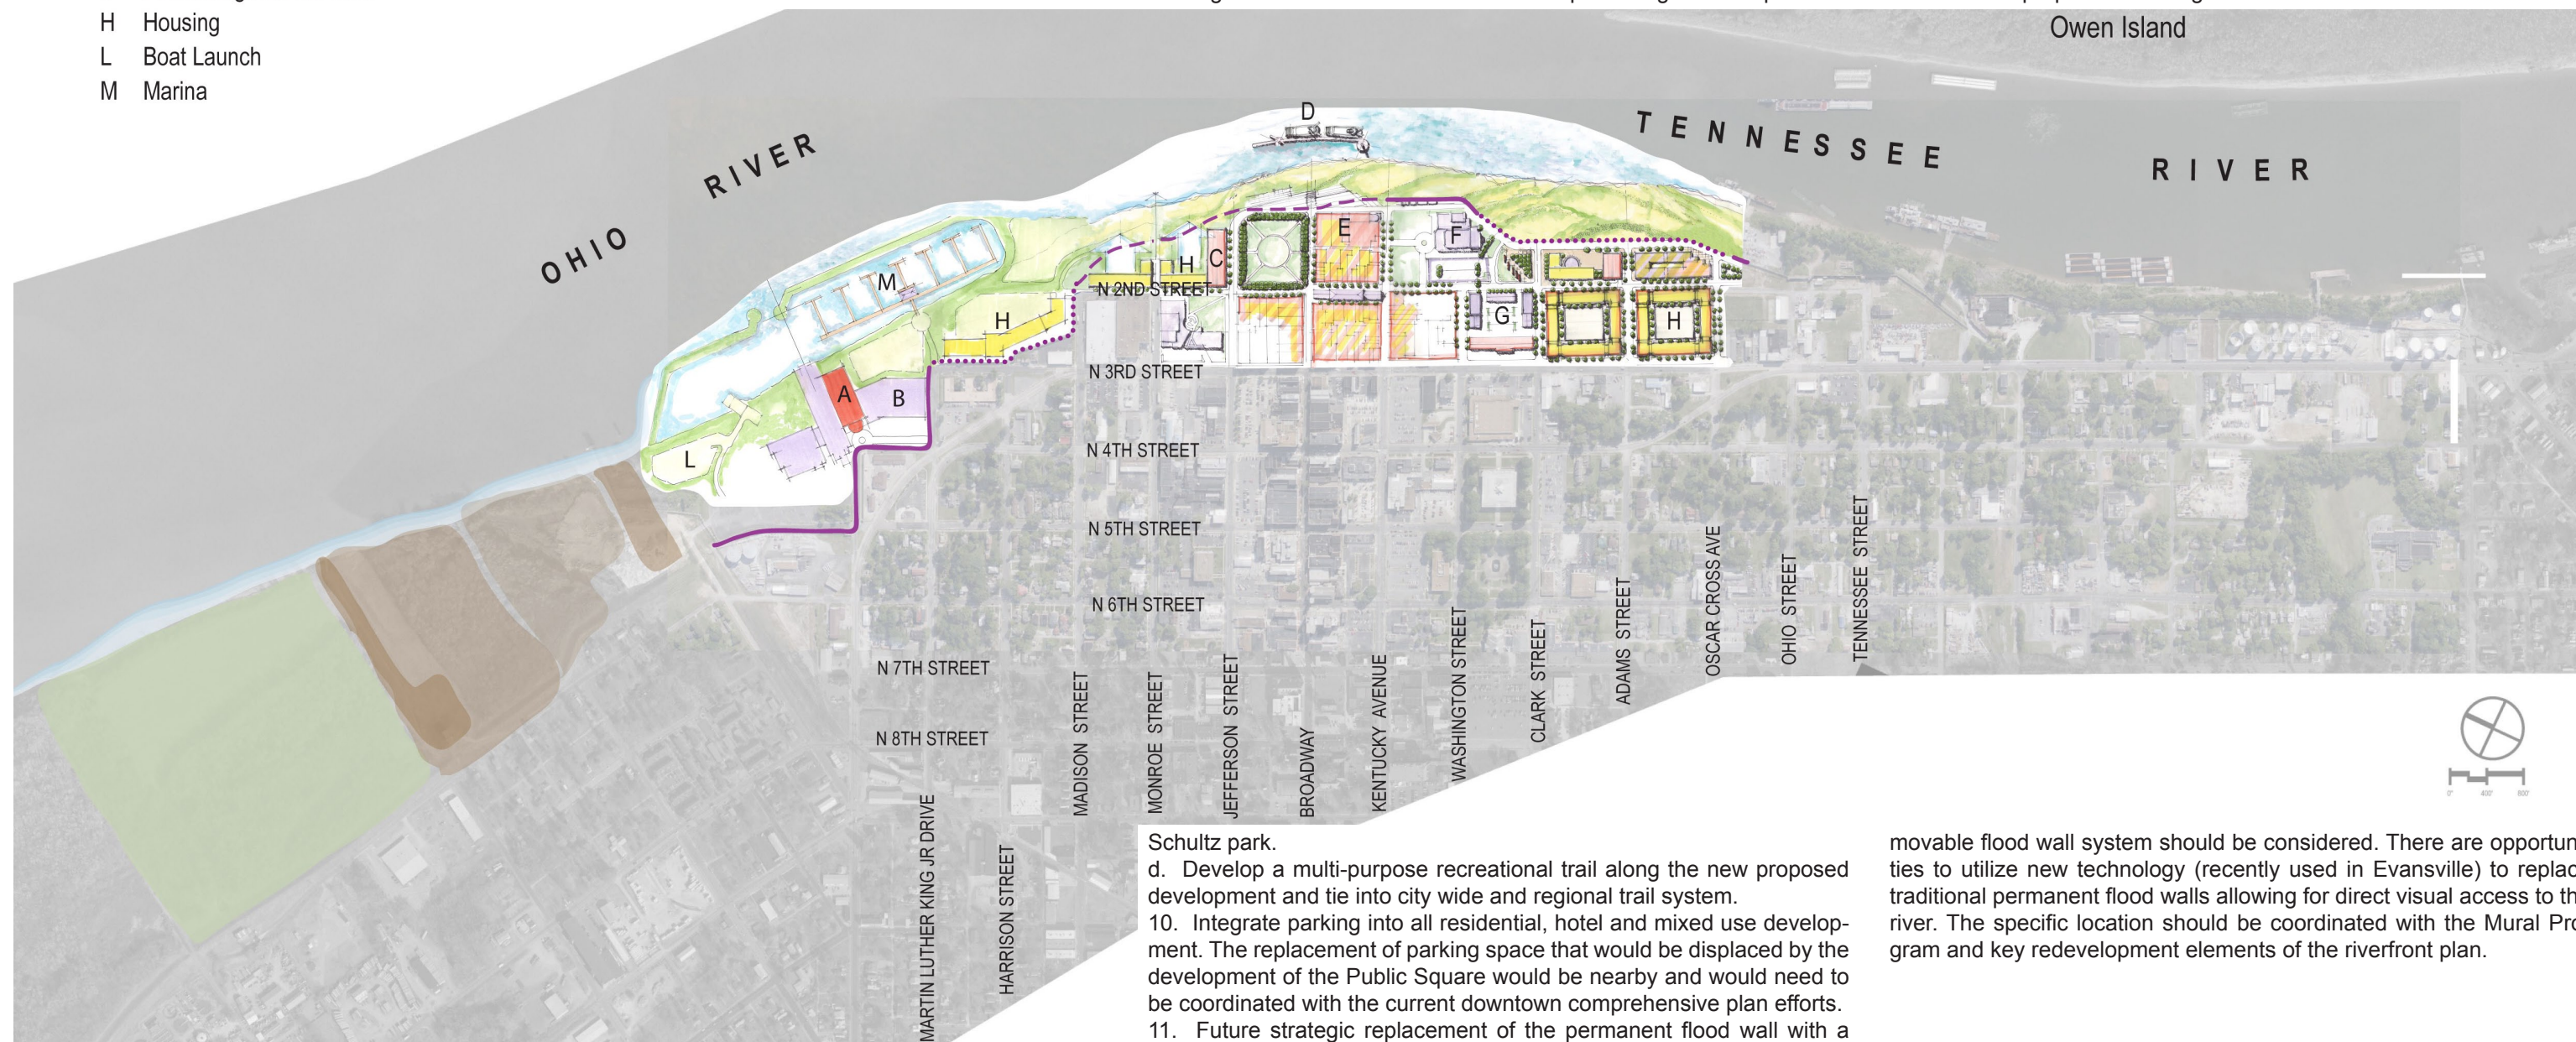 H Housing
L Boat Launch
M Marina
Owen Island
D
TENNESSEE
RIVER
RIVER
OHIO
E
F
C
H
M
N 2ND STREET
H
G
H
N 3RD STREET
A
B
N 4TH STREET
L
N 5TH STREET
N 6TH STREET
N 7TH STREET
N 8TH STREET
MARTIN LUTHER KING JR DRIVE
HARRISON STREET
MADISON STREET
MONROE STREET
JEFFERSON STREET
BROADWAY
KENTUCKY AVENUE
WASHINGTON STREET
CLARK STREET
ADAMS STREET
OSCAR CROSS AVE
OHIO STREET
TENNESSEE STREET
0' 400' 800'
Schultz park.
d. Develop a multi-purpose recreational trail along the new proposed
development and tie into city wide and regional trail system.
10. Integrate parking into all residential, hotel and mixed use develop-
ment. The replacement of parking space that would be displaced by the
development of the Public Square would be nearby and would need to
be coordinated with the current downtown comprehensive plan efforts.
11. Future strategic replacement of the permanent flood wall with a
movable flood wall system should be considered. There are opportun
ties to utilize new technology (recently used in Evansville) to replac
traditional permanent flood walls allowing for direct visual access to th
river. The specific location should be coordinated with the Mural Pro
gram and key redevelopment elements of the riverfront plan.